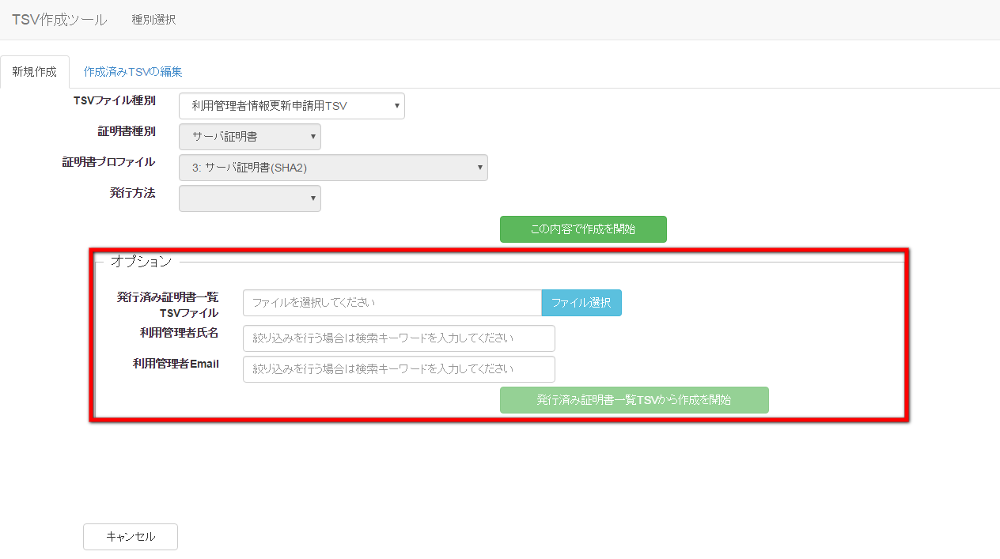 TSV作成ツール 種別選択
新規作成 作成済みTSVの編集
TSVファイル種別 利用管理者情報更新申請用TSV
証明書種別 サーバ証明書
証明書プロファイル 3: サーバ証明書(SHA2)
発行方法
この内容で作成を開始
オプション
発行済み証明書一覧
TSVファイル
ファイルを選択してください ファイル選択
利用管理者氏名 絞り込みを行う場合は検索キーワードを入力してください
利用管理者Email 絞り込みを行う場合は検索キーワードを入力してください
発行済み証明書一覧TSVから作成を開始
キャンセル